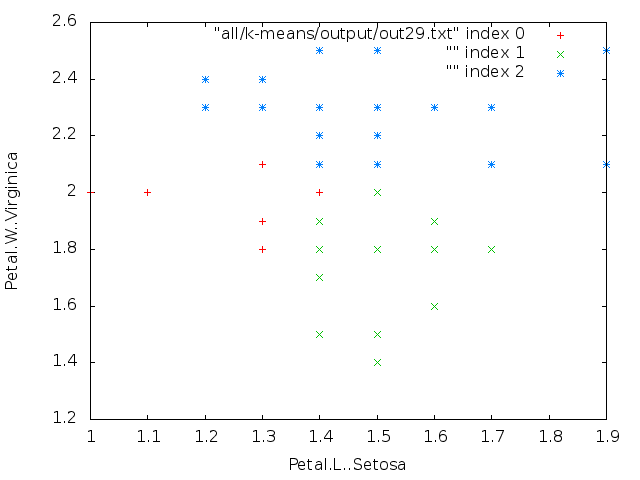 "all/k-means/output/out29.txt" index 0
"" index 1
"" index 2
2.6
2.4
2.2
2
1.8
1.6
1.4
1.2
Petal.W..Virginica
1 1.1 1.2 1.3 1.4 1.5 1.6 1.7 1.8 1.9
Petal.L..Setosa